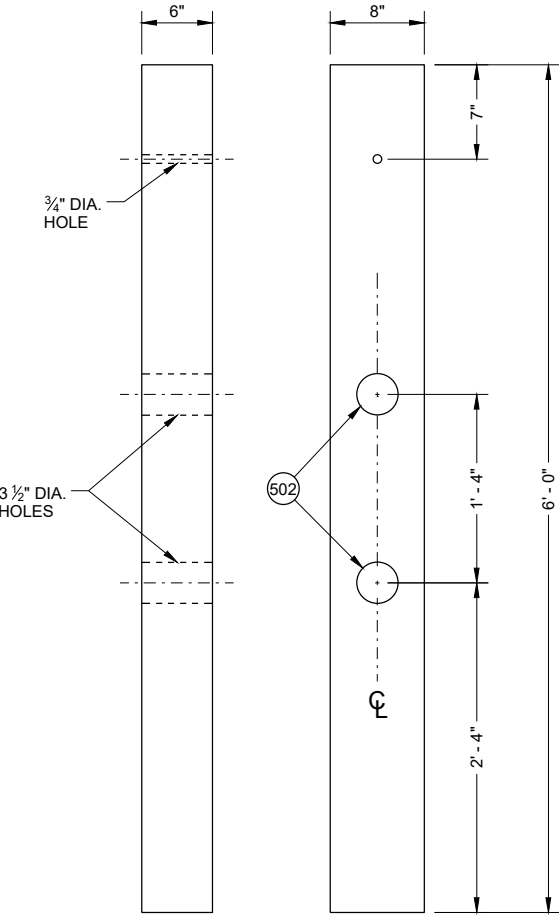 6"
8"
7"
¾" DIA.
HOLE
3 ½" DIA.
HOLES
502
1' - 4"
6' - 0"
2' - 4"
℄